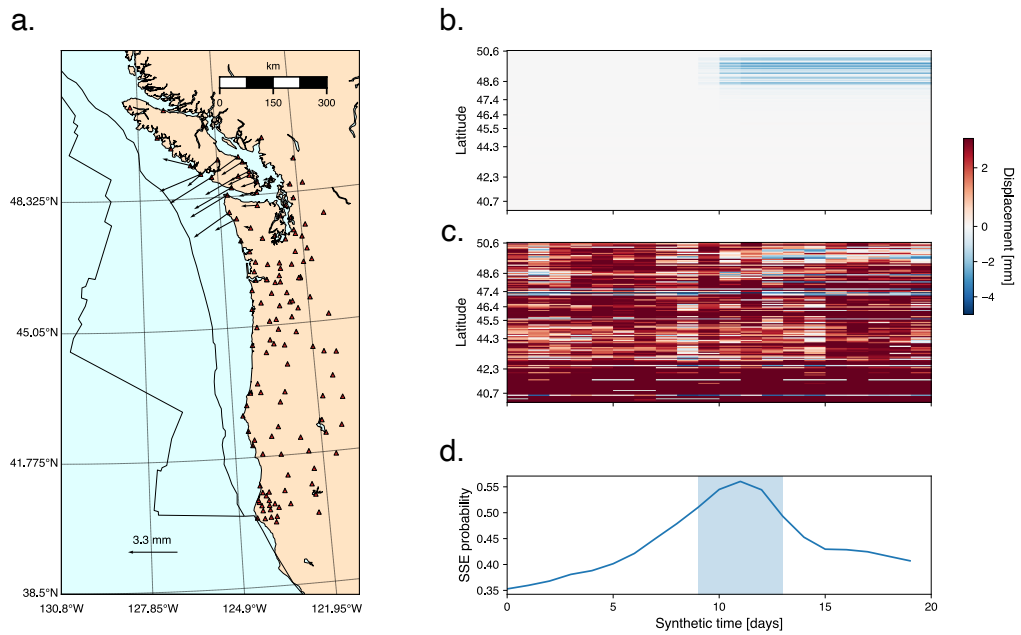 a.
km
0 150 300
48,325°N
45,05°N
41.775°N
38.5°N
130.8°W 127.85°W 124.9°W 121.95°W
3.3 mm
b.
50.6
48.6
47.4
45.5
44.3
42.3
40.7
Latitude
c.
50.6
48.6
47.4
45.5
44.3
42.3
40.7
Latitude
2
0
−2
−4
Displacement [mm]
d.
0.55
0.50
0.45
0.40
0.35
SSE probability
0 5 10 15 20
Synthetic time [days]